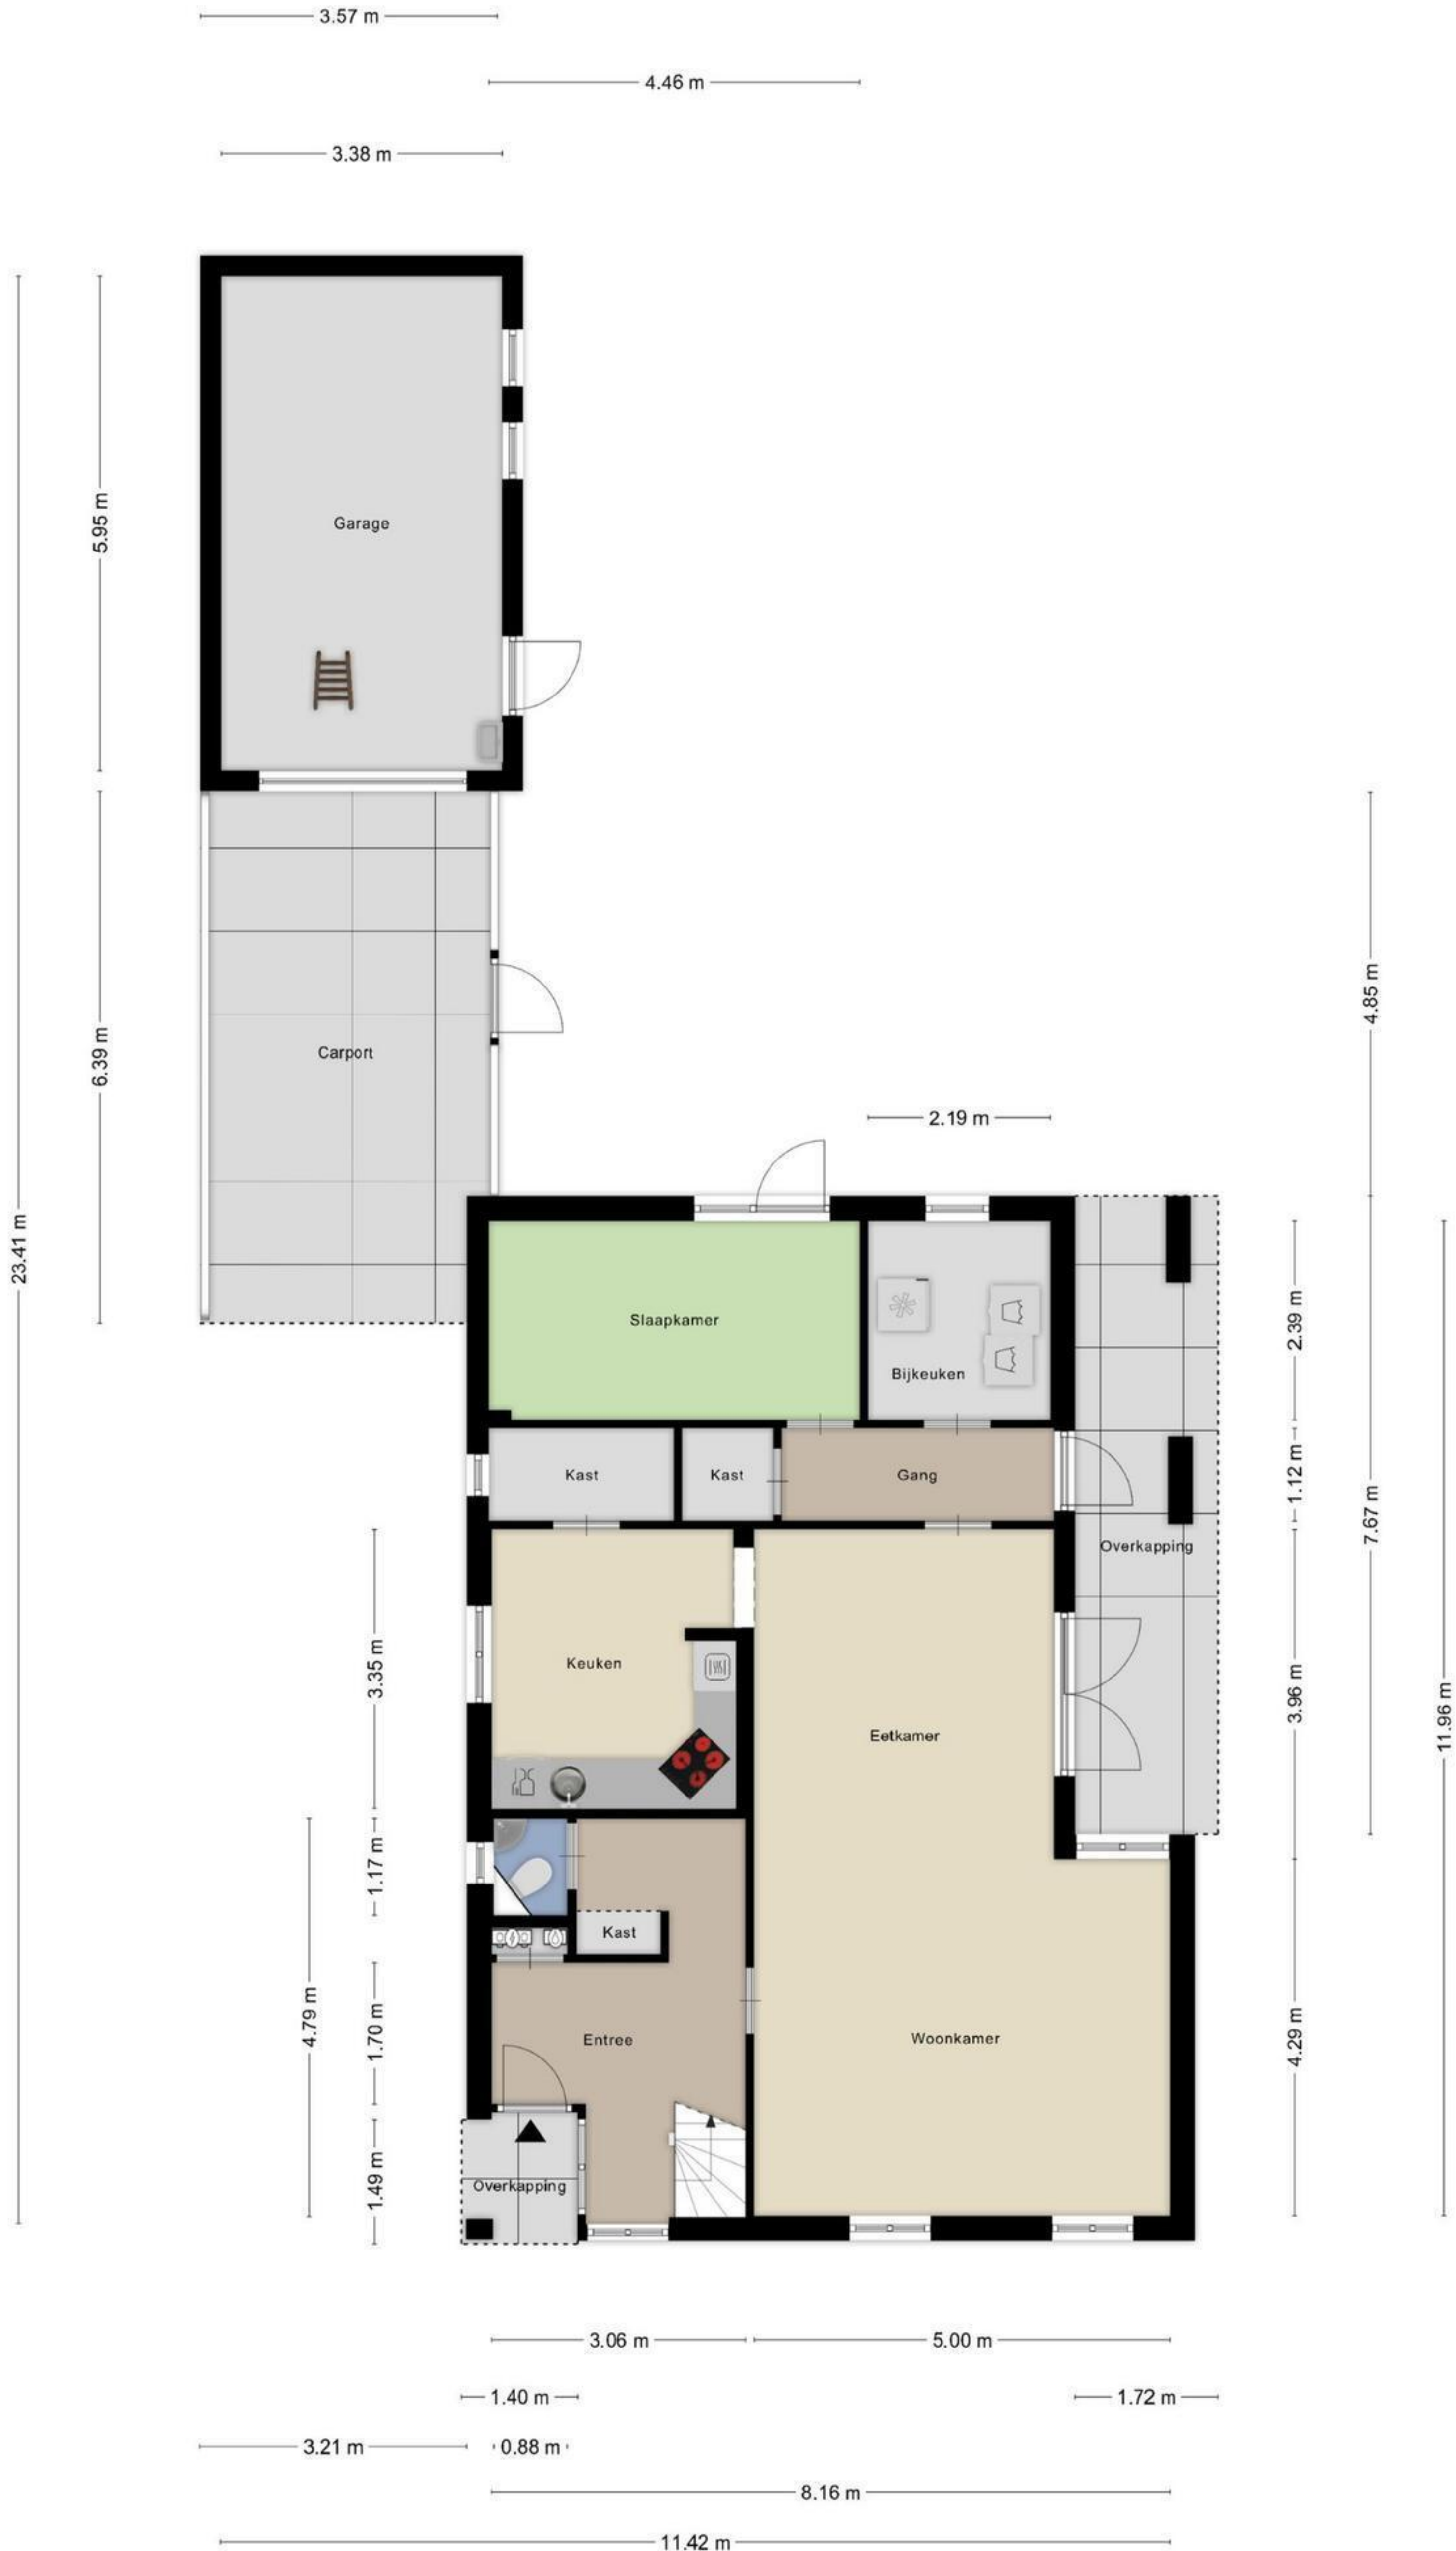 3.57 m
4.46 m
3.38 m
Garage
5.95 m
23.41 m
Carport
6.39 m
4.85 m
2.19 m
Slaapkamer
Bijkeuken
2.39 m
Kast
Kast
Gang
1.12 m
7.67 m
Overkapping
Keuken
3.35 m
Eetkamer
3.96 m
11.96 m
1.17 m
Kast
4.79 m
1.70 m
Entree
Woonkamer
4.29 m
1.49 m
Overkapping
3.06 m
5.00 m
1.40 m
1.72 m
3.21 m
0.88 m
8.16 m
11.42 m